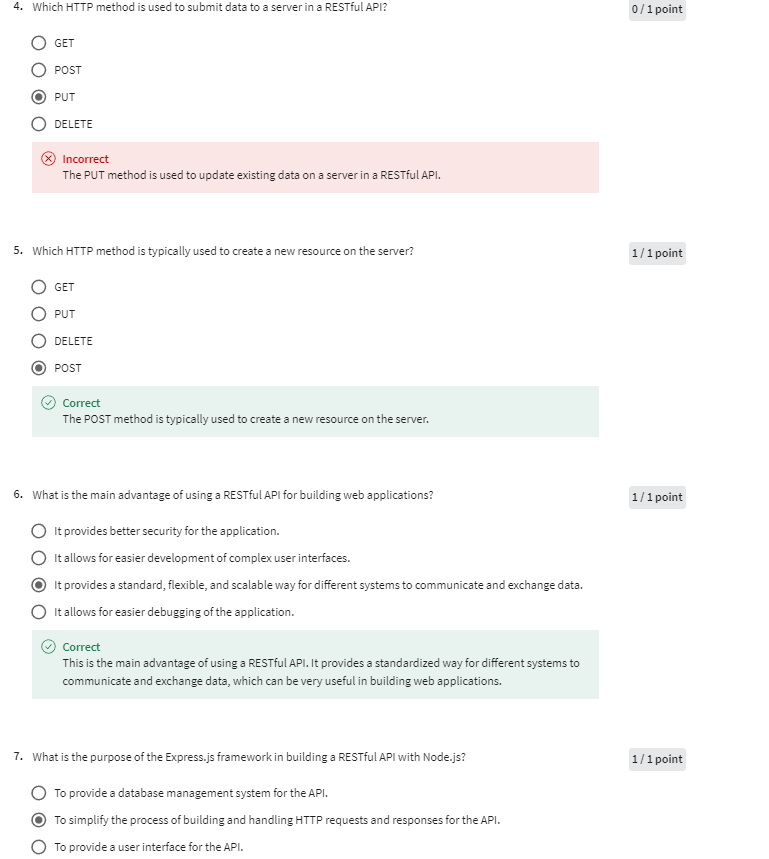 4. Which HTTP method is used to submit data to a server in a RESTful API?
0 / 1 point
GET
POST
PUT
DELETE
Incorrect
The PUT method is used to update existing data on a server in a RESTful API.
5. Which HTTP method is typically used to create a new resource on the server?
1 / 1 point
GET
PUT
DELETE
POST
Correct
The POST method is typically used to create a new resource on the server.
6. What is the main advantage of using a RESTful API for building web applications?
1 / 1 point
It provides better security for the application.
It allows for easier development of complex user interfaces.
It provides a standard, flexible, and scalable way for different systems to communicate and exchange data.
It allows for easier debugging of the application.
Correct
This is the main advantage of using a RESTful API. It provides a standardized way for different systems to
communicate and exchange data, which can be very useful in building web applications.
7. What is the purpose of the Express.js framework in building a RESTful API with Node.js?
1 / 1 point
To provide a database management system for the API.
To simplify the process of building and handling HTTP requests and responses for the API.
To provide a user interface for the API.